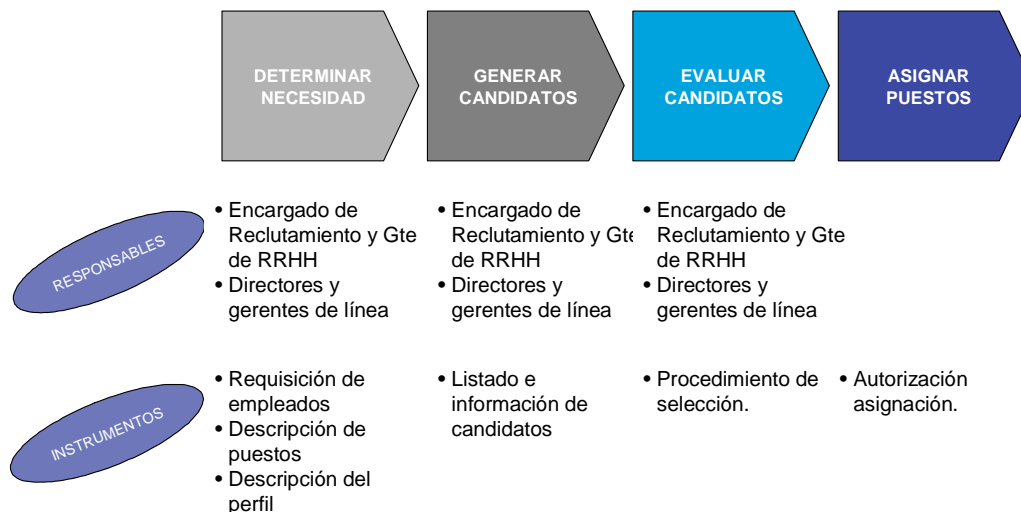 DETERMINAR
NECESIDAD
GENERAR
CANDIDATOS
EVALUAR
CANDIDATOS
ASIGNAR
PUESTOS
RESPONSABLES
• Encargado de
Reclutamiento y Gte
de RRHH
• Directores y
gerentes de línea
• Encargado de
Reclutamiento y Gte
de RRHH
• Directores y
gerentes de línea
• Encargado de
Reclutamiento y Gte
de RRHH
• Directores y
gerentes de línea
INSTRUMENTOS
• Requisición de
empleados
• Descripción de
puestos
• Descripción del
perfil
• Listado e
información de
candidatos
• Procedimiento de
selección.
• Autorización
asignación.